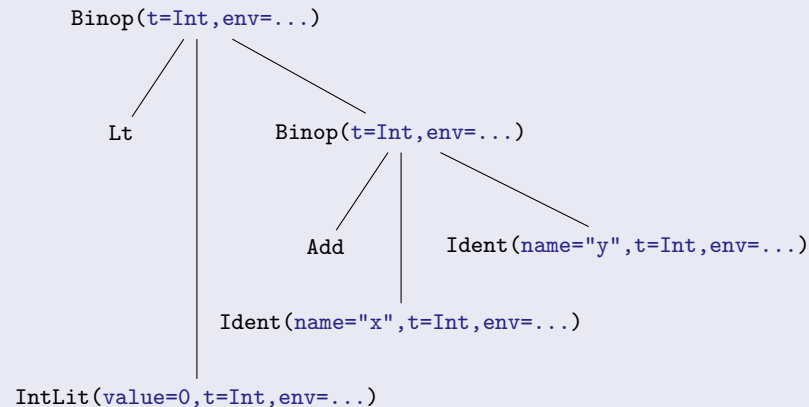 Binop(t=Int,env=...)
Lt
Binop(t=Int,env=...)
Add
Ident(name="y",t=Int,env=...)
Ident(name="x",t=Int,env=...)
IntLit(value=0,t=Int,env=...)